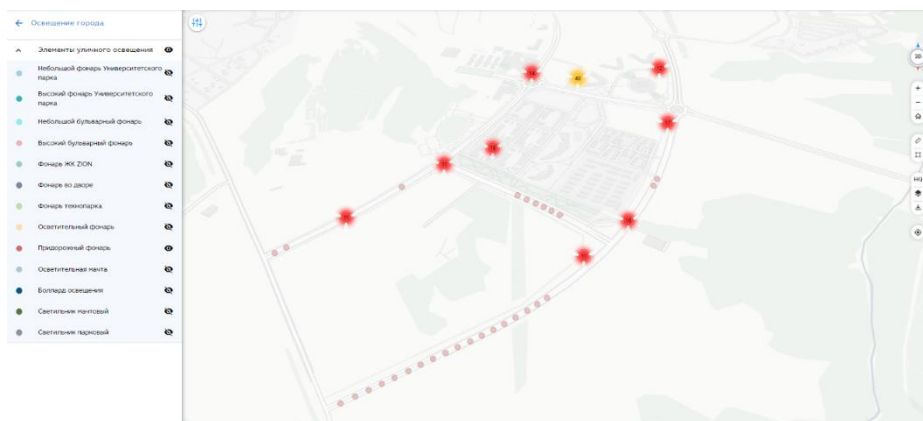 Освещение города
Элементы уличного освещения
Небольшой фонарь Университетского
парка
Высокий фонарь Университетского
парка
Небольшой бульварный фонарь
Высокий бульварный фонарь
Фонарь ЖК ZION
Фонарь во дворе
Фонарь технопарка
Осветительный фонарь
Придорожный фонарь
Осветительная мачта
Боллард освещения
Светильник мачтовый
Светильник парковый
HQ